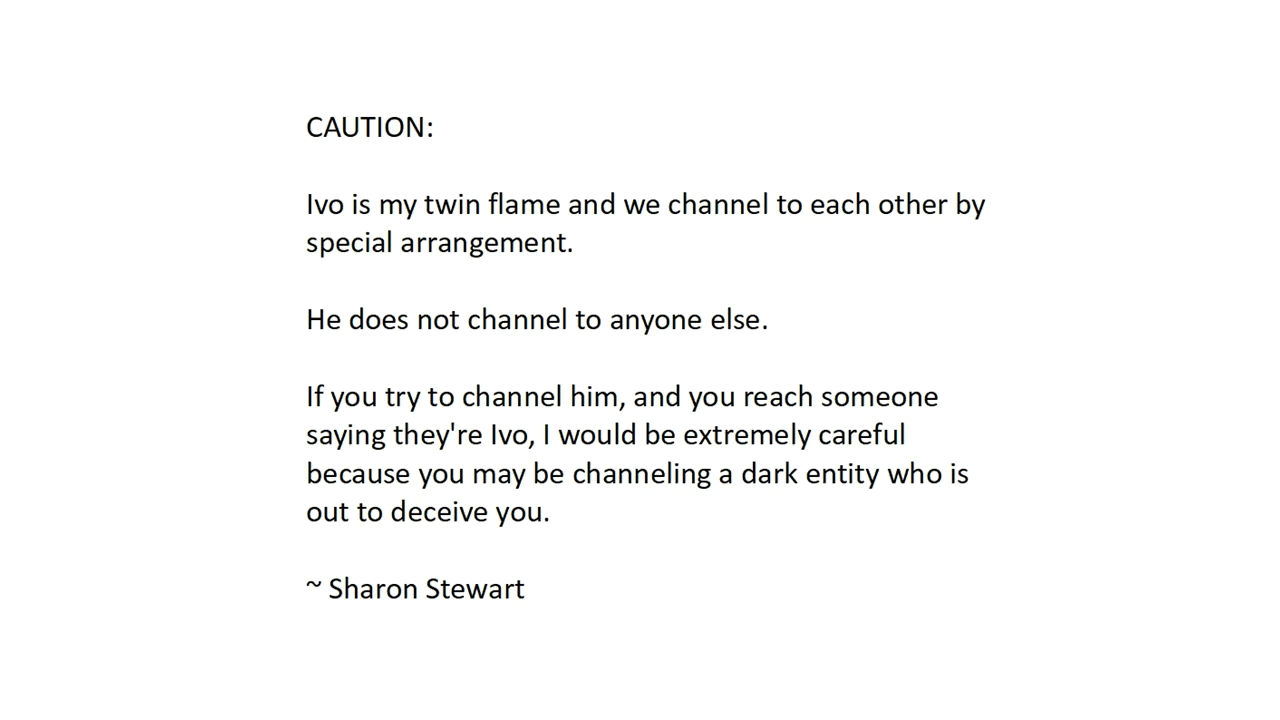 CAUTION:
Ivo is my twin flame and we channel to each other by
special arrangement.
He does not channel to anyone else.
If you try to channel him, and you reach someone
saying they're Ivo, I would be extremely careful
because you may be channeling a dark entity who is
out to deceive you.
~ Sharon Stewart